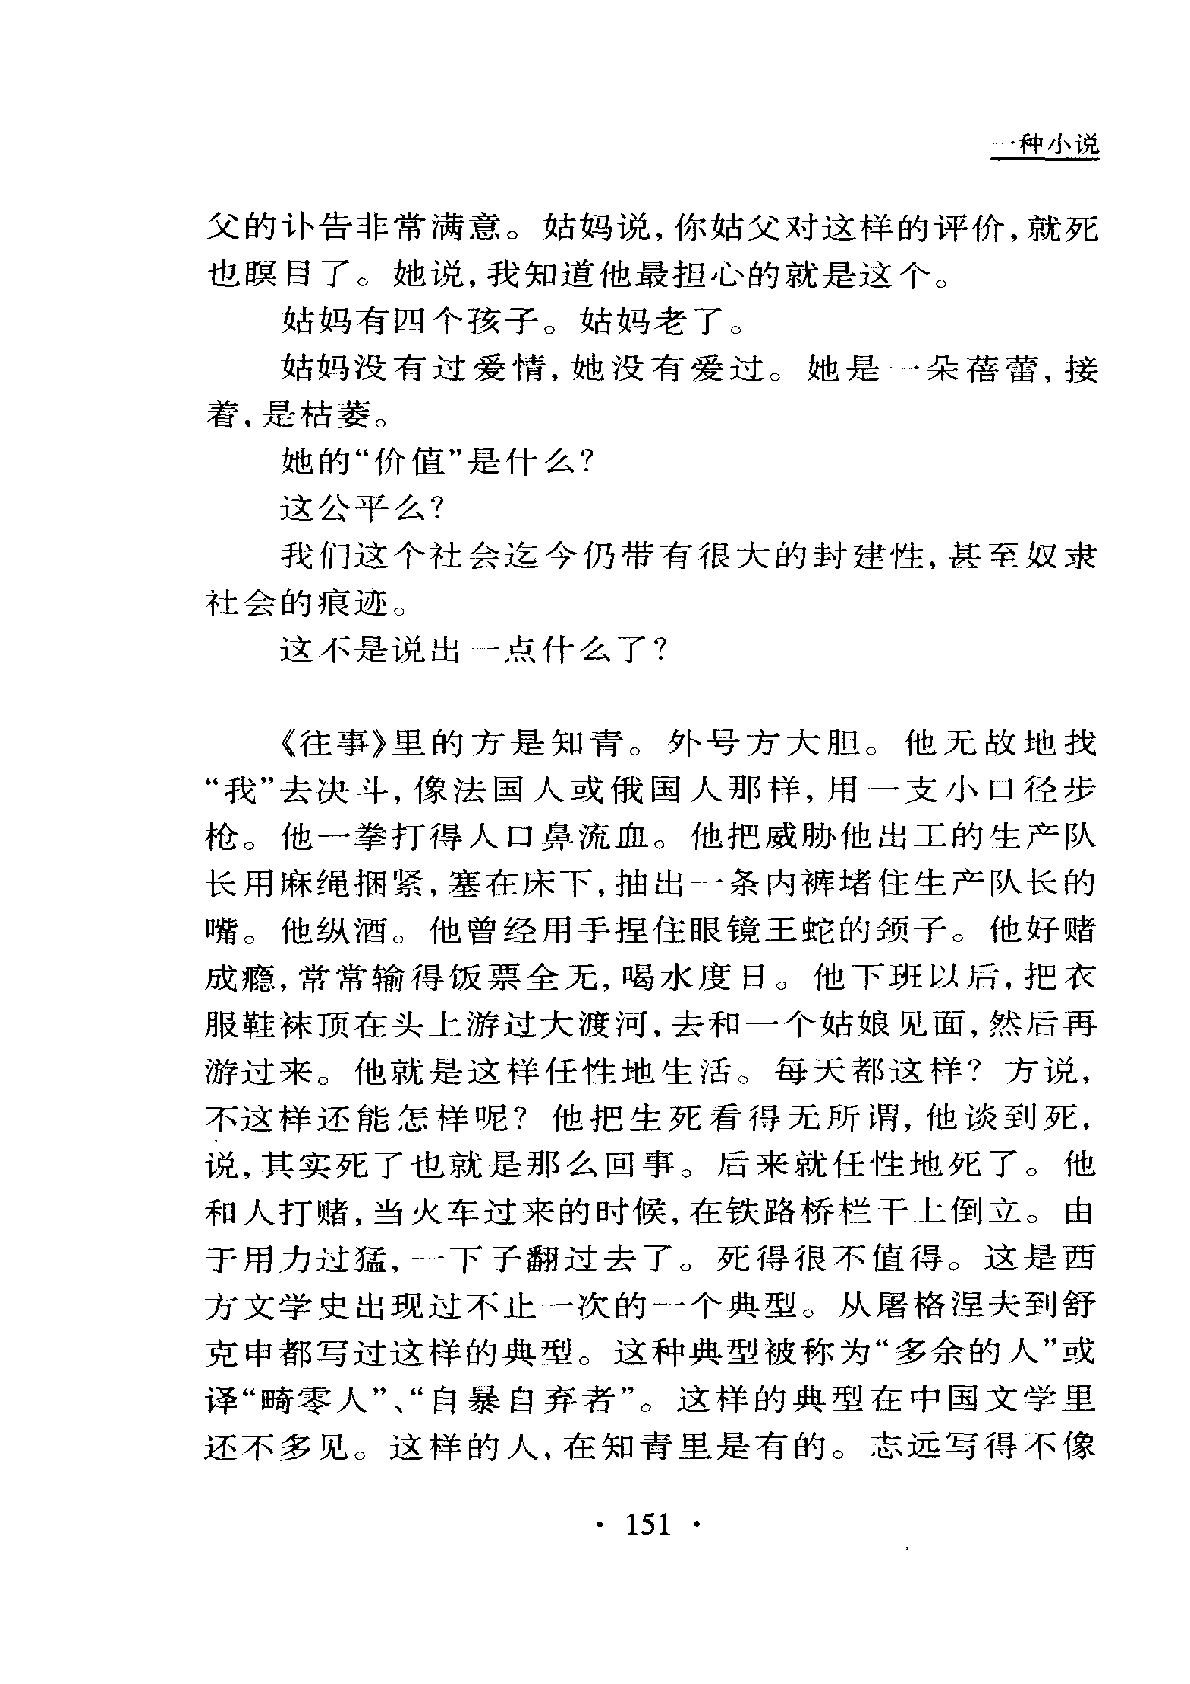 一种小说
父的讣告非常满意。姑妈说,你姑父对这样的评价,就死
也瞑目了。她说,我知道他最担心的就是这个。
姑妈有四个孩子。姑妈老了。
姑妈没有过爱情,她没有爱过。她是一朵蓓蕾,接
着,是枯萎。
她的“价值”是什么?
这公平么?
我们这个社会迄今仍带有很大的封建性,甚至奴隶
社会的痕迹。
这不是说出一点什么了?
《往事》里的方是知青。外号方大胆。他无故地找
“我”去决斗,像法国人或俄国人那样,用一支小口径步
枪。他一拳打得人口鼻流血。他把威胁他出工的生产队
长用麻绳捆紧,塞在床下,抽出一条内裤堵住生产队长的
嘴。他纵酒。他曾经用手捏住眼镜王蛇的颈子。他好赌
成瘾,常常输得饭票全无,喝水度日。他下班以后,把衣
服鞋袜顶在头上游过大渡河,去和一个姑娘见面,然后再
游过来。他就是这样任性地生活。每天都这样?方说,
不这样还能怎样呢?他把生死看得无所谓,他谈到死,
说,其实死了也就是那么回事。后来就任性地死了。他
和人打赌,当火车过来的时候,在铁路桥栏干上倒立。由
于用力过猛,一下子翻过去了。死得很不值得。这是西
方文学史出现过不止一次的一个典型。从屠格涅夫到舒
克申都写过这样的典型。这种典型被称为“多余的人”或
译“畸零人”、“自暴自弃者”。这样的典型在中国文学里
还不多见。这样的人,在知青里是有的。志远写得不像
· 151 ·